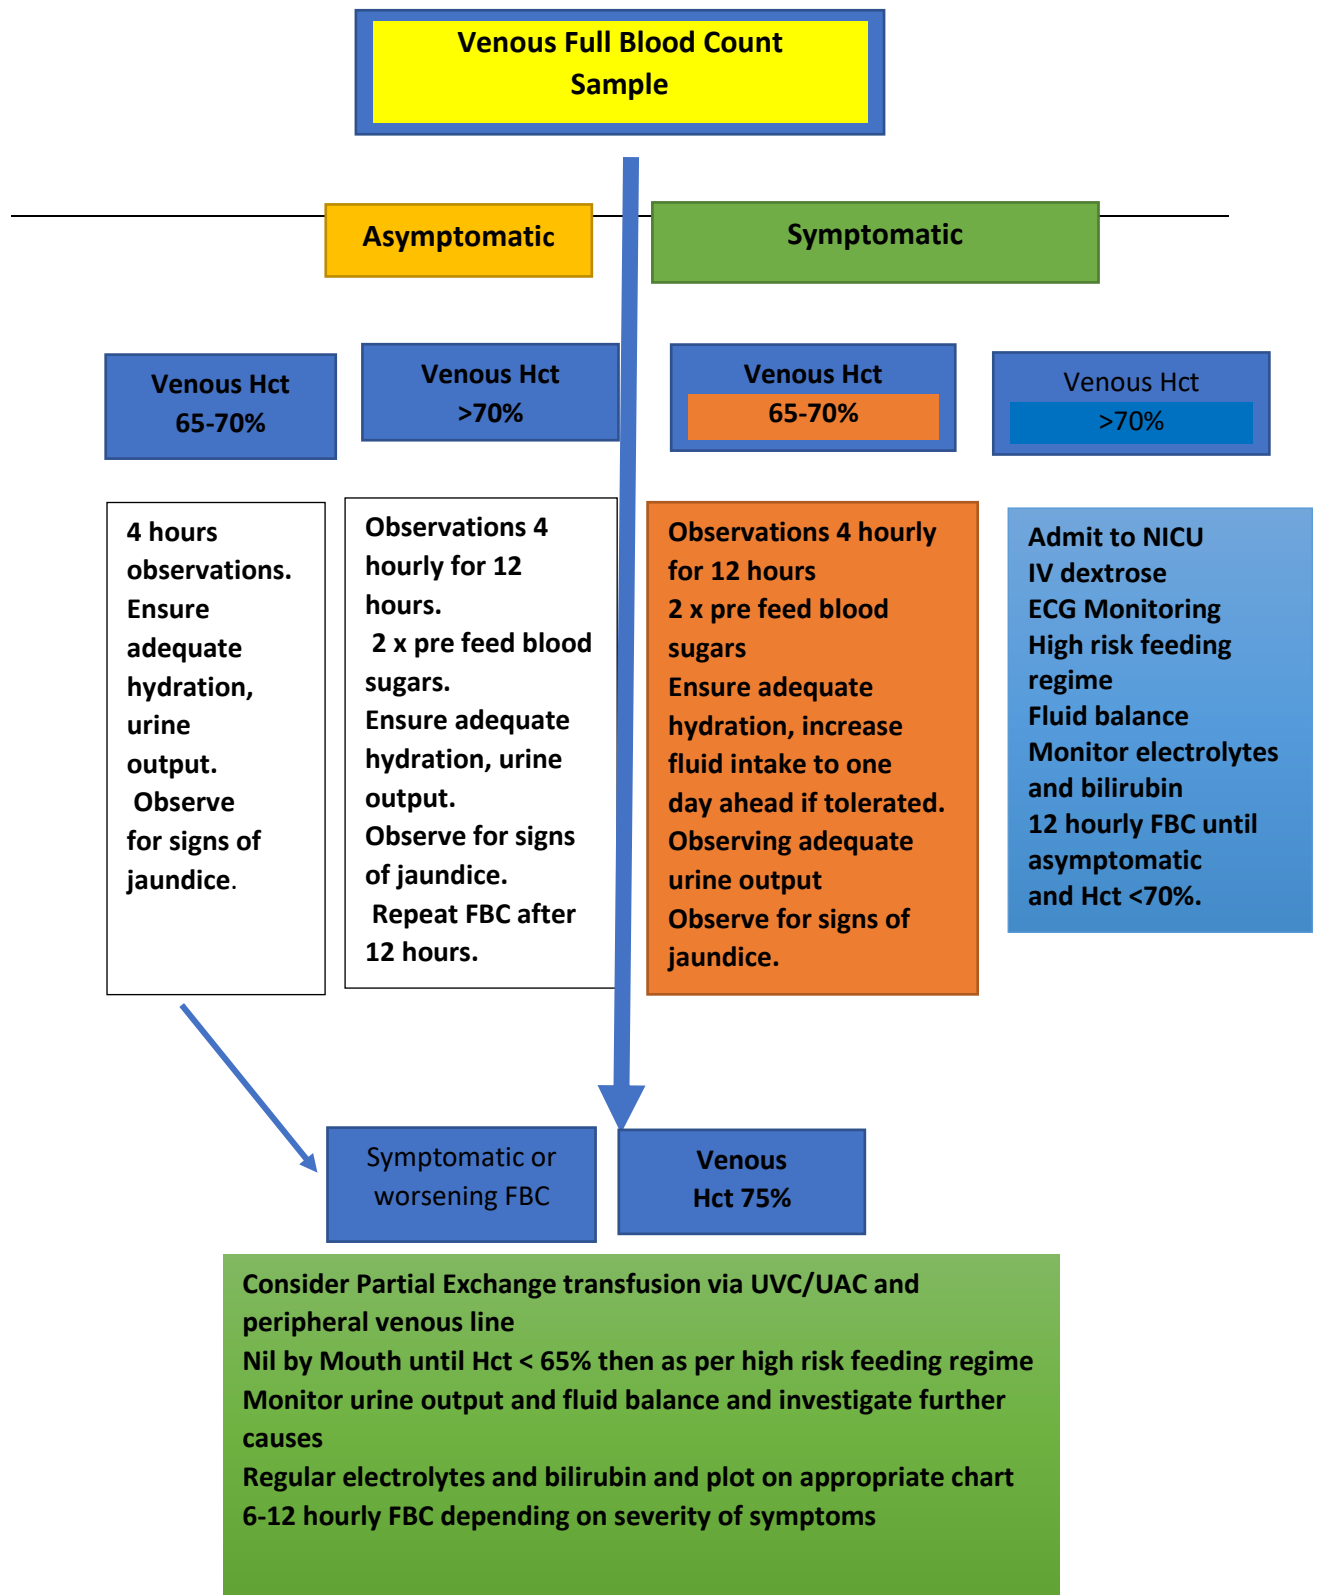 Venous Full Blood Count
Sample
Asymptomatic
Symptomatic
Venous Hct
65-70%
Venous Hct
>70%
Venous Hct
65-70%
Venous Hct
>70%
4 hours
observations.
Ensure
adequate
hydration,
urine
output.
Observe
for signs of
jaundice.
Observations 4
hourly for 12
hours.
2 x pre feed blood
sugars.
Ensure adequate
hydration, urine
output.
Observe for signs
of jaundice.
Repeat FBC after
12 hours.
Observations 4 hourly
for 12 hours
2 x pre feed blood
sugars
Ensure adequate
hydration, increase
fluid intake to one
day ahead if tolerated.
Observing adequate
urine output
Observe for signs of
jaundice.
Admit to NICU
IV dextrose
ECG Monitoring
High risk feeding
regime
Fluid balance
Monitor electrolytes
and bilirubin
12 hourly FBC until
asymptomatic
and Hct <70%.
Symptomatic or
worsening FBC
Venous
Hct 75%
Consider Partial Exchange transfusion via UVC/UAC and
peripheral venous line
Nil by Mouth until Hct < 65% then as per high risk feeding regime
Monitor urine output and fluid balance and investigate further
causes
Regular electrolytes and bilirubin and plot on appropriate chart
6-12 hourly FBC depending on severity of symptoms